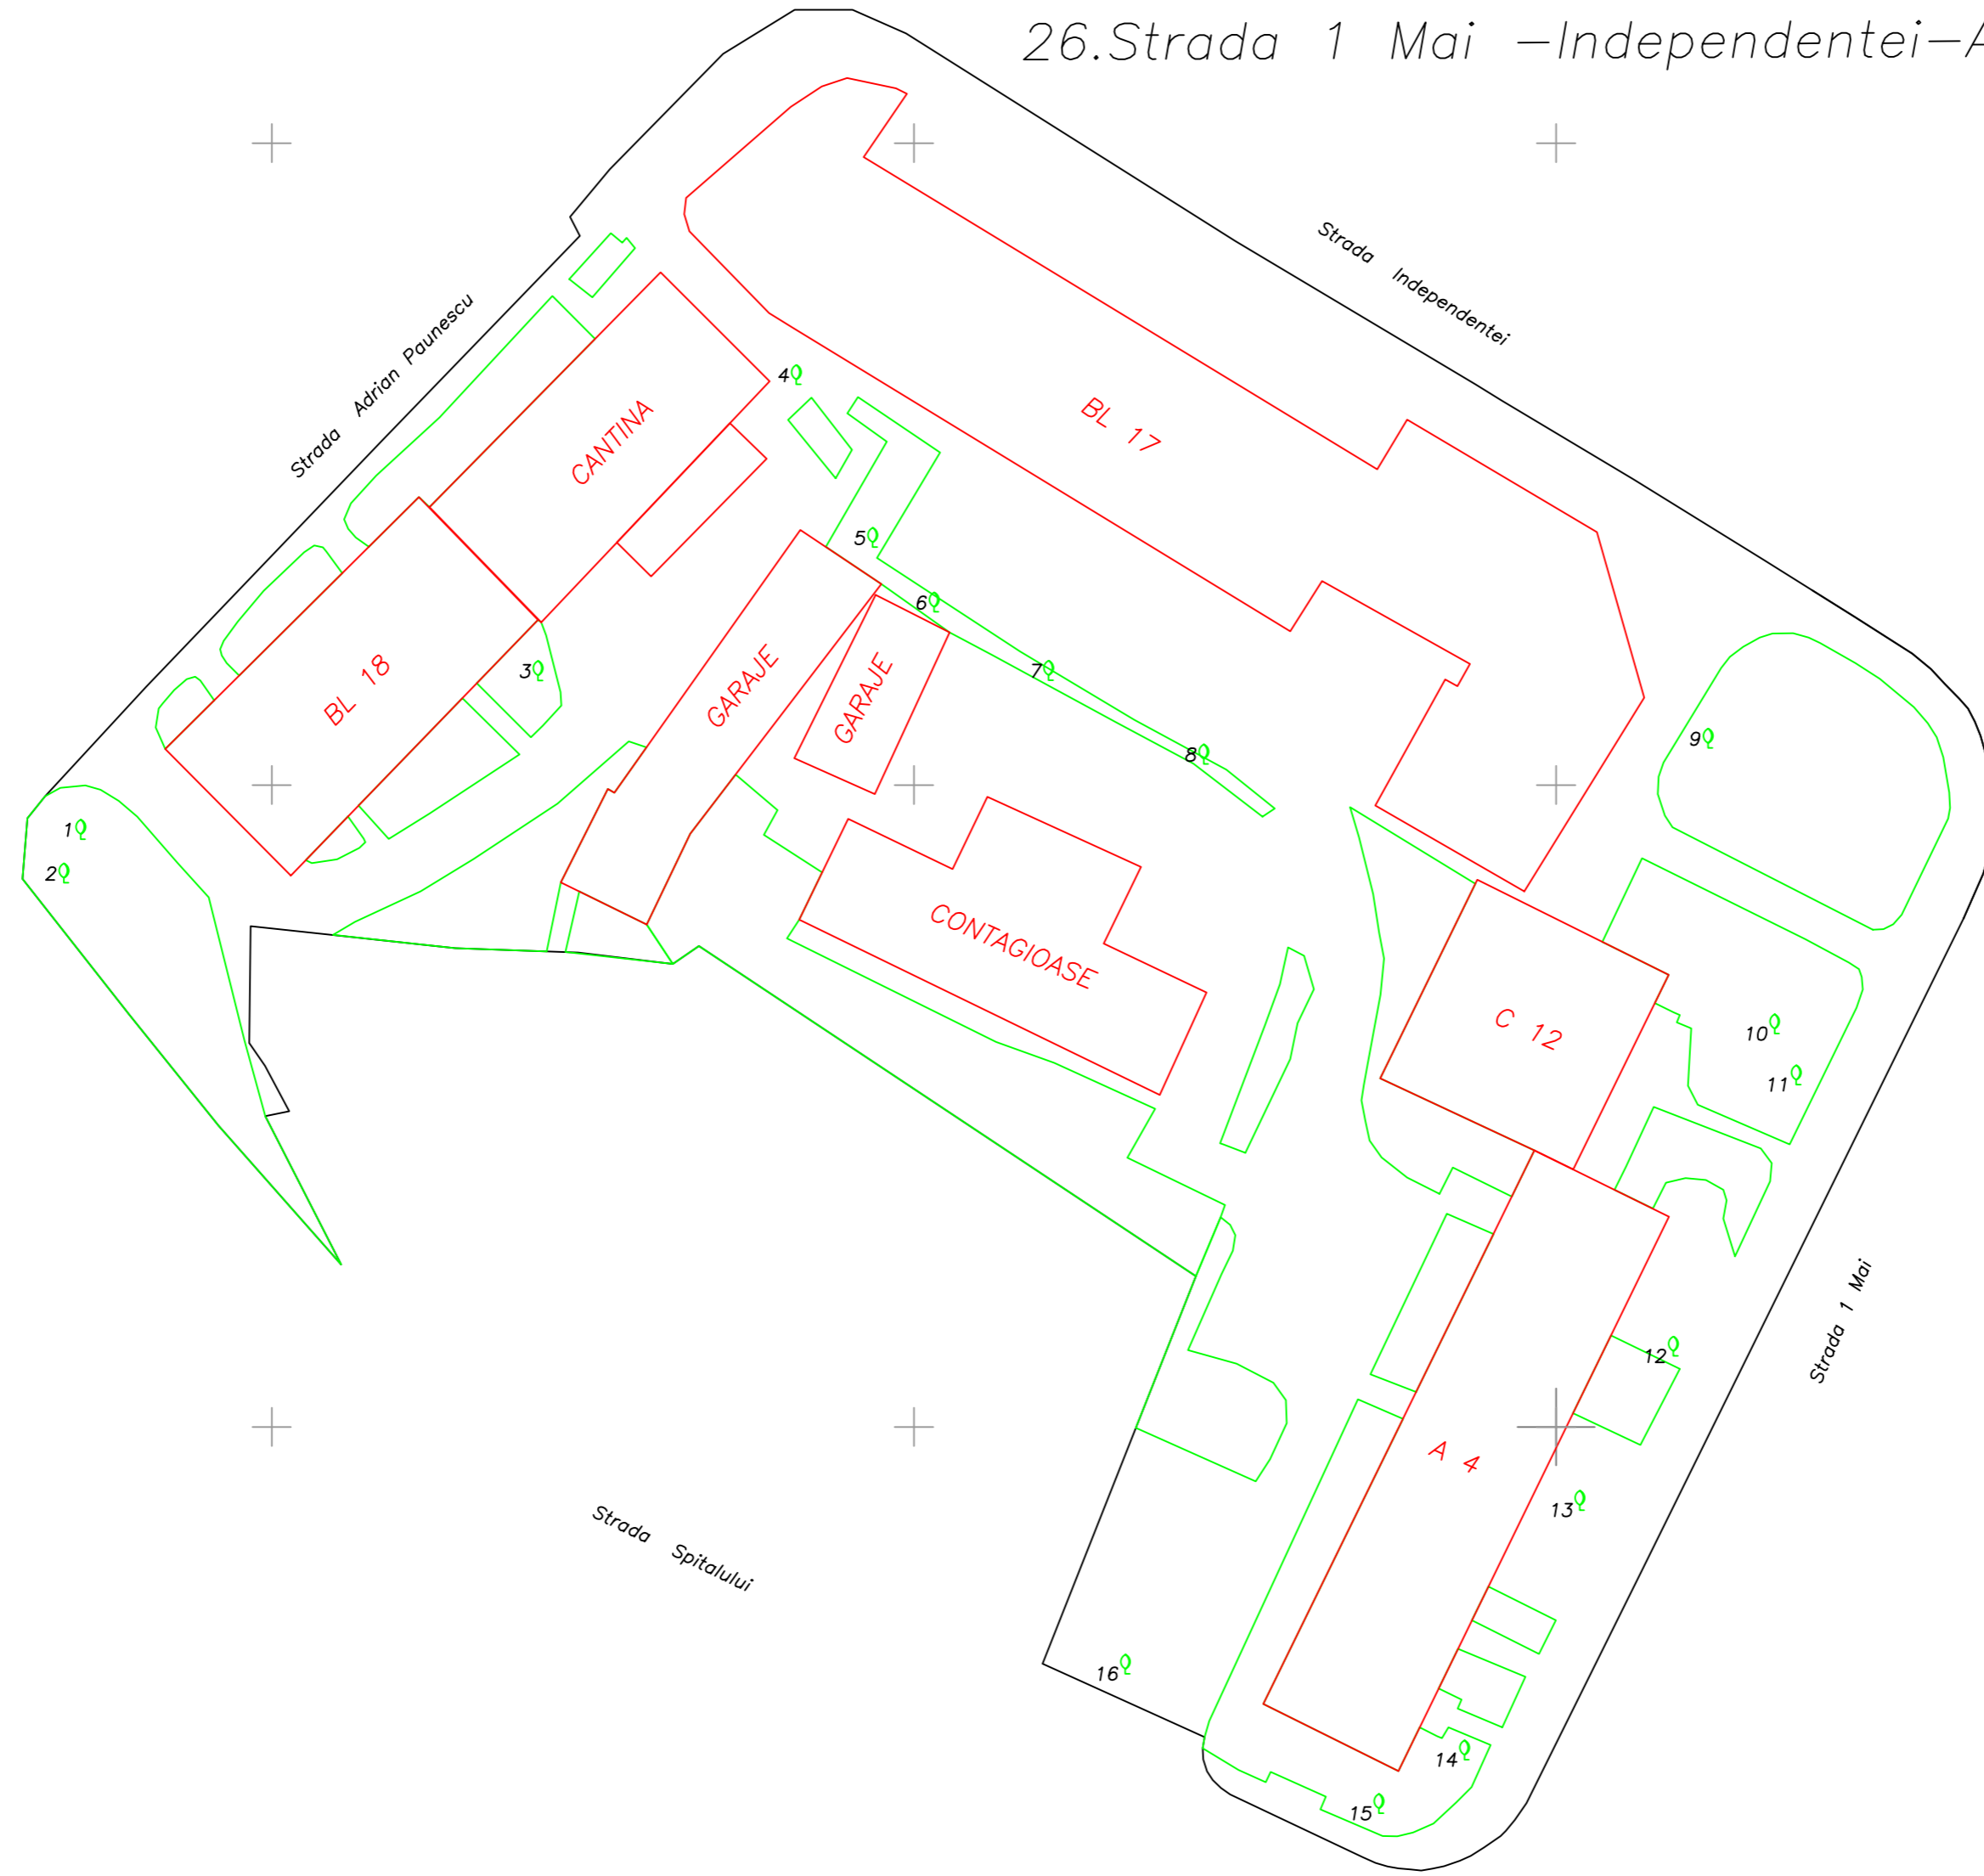 26.Strada 1 Mai -Independentei-A
Strada Independentei
Strada Adrian Paunescu
4
BL 17
CANTINA
5
6
BL 18
3
GARAJE
GARAJE
7
8
9
1
2
CONTAGIOASE
C 12
10
11
Strada 1 Mai
12
A 4
13
Strada Spitalului
16
14
15